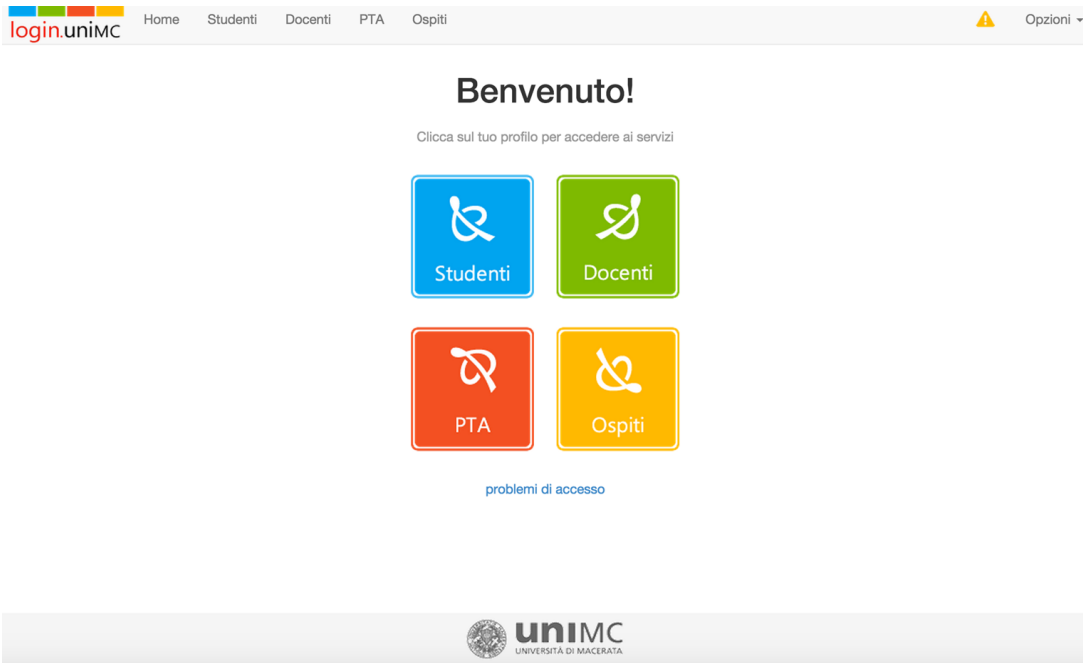 login.uniMC Home Studenti Docenti PTA Ospiti Opzioni
Benvenuto!
Clicca sul tuo profilo per accedere ai servizi
Studenti Docenti
PTA Ospiti
problemi di accesso
uniMC
UNIVERSITÀ DI MACERATA